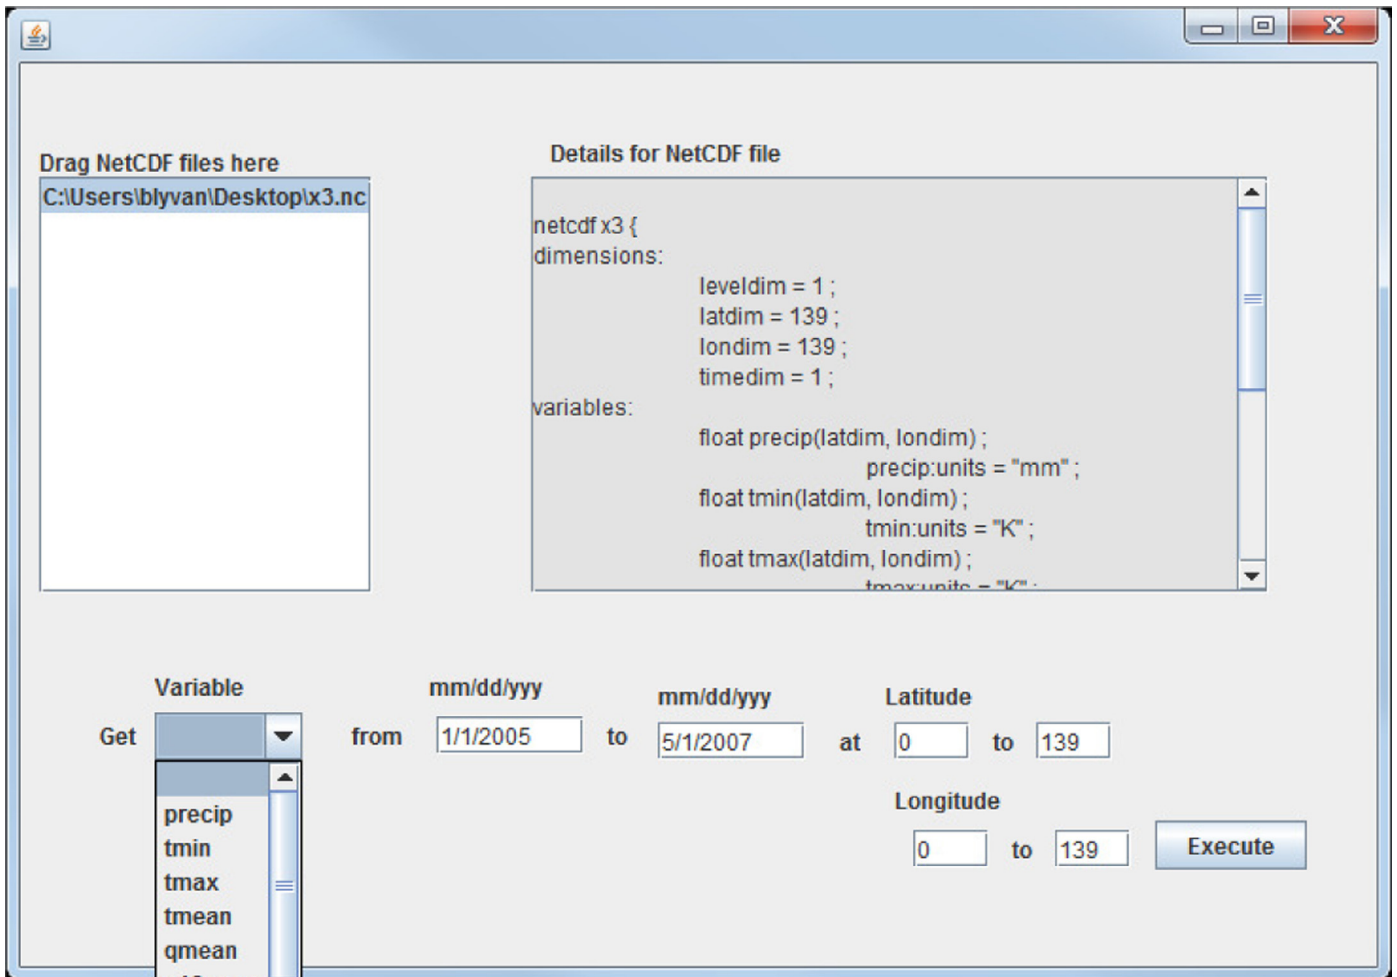 Drag NetCDF files here
C:\Users\blyvan\Desktop\x3.nc
Details for NetCDF file
netcdf x3 {
dimensions:
leveldim = 1 ;
latdim = 139 ;
londim = 139 ;
timedim = 1 ;
variables:
float precip(latdim, londim) ;
precip:units = "mm" ;
float tmin(latdim, londim) ;
tmin:units = "K" ;
float tmax(latdim, londim) ;
tmax:units = "K" ;
Variable
mm/dd/yyy
mm/dd/yyy
Latitude
Get
from
1/1/2005
to
5/1/2007
at
0
to
139
Longitude
0
to
139
Execute
precip
tmin
tmax
tmean
qmean